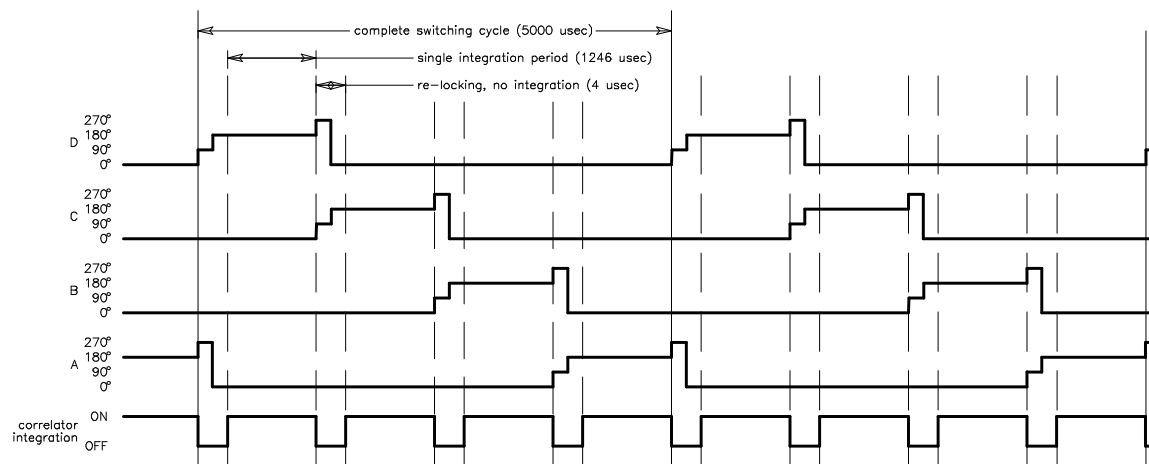 complete switching cycle (5000 usec)
single integration period (1246 usec)
re-locking, no integration (4 usec)
270°
D 180°
90°
0°
270°
C 180°
90°
0°
270°
B 180°
90°
0°
270°
A 180°
90°
0°
ON
correlator
integration
OFF